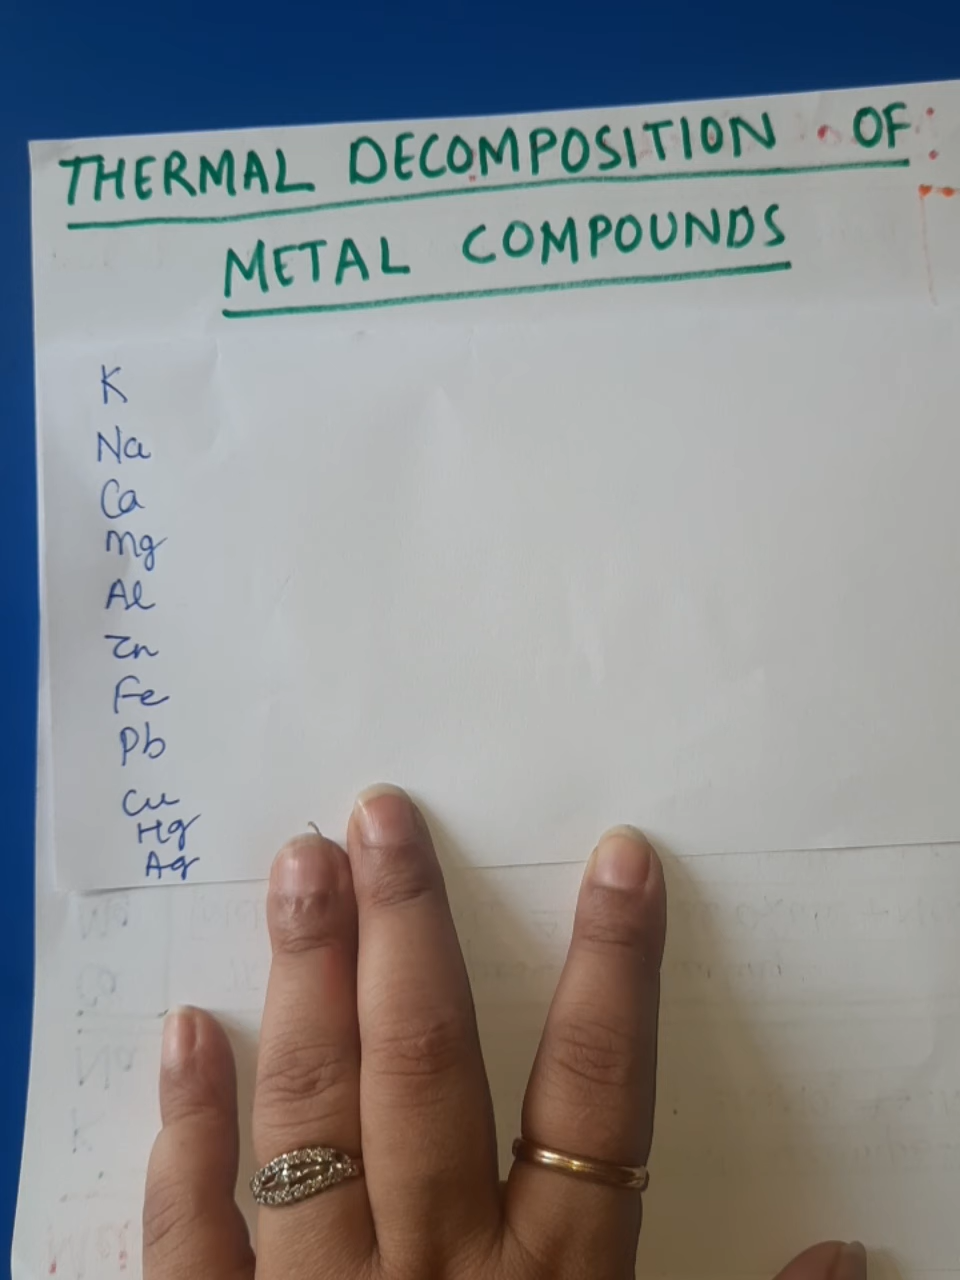 THERMAL DECOMPOSITION OF:
METAL COMPOUNDS
K
Na
Ca
Mg
Al
Zn
Fe
Pb
Cu
Hg
Ag